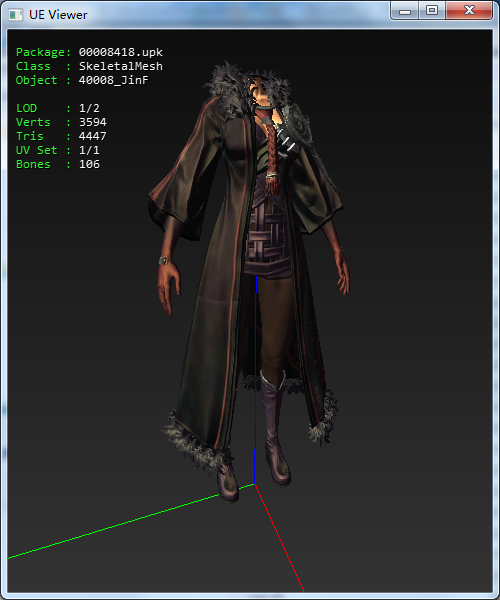 UE Viewer
Package: 00008418.upk
Class : SkeletalMesh
Object : 40008_JinF
LOD : 1/2
Verts : 3594
Tris : 4447
UV Set : 1/1
Bones : 106